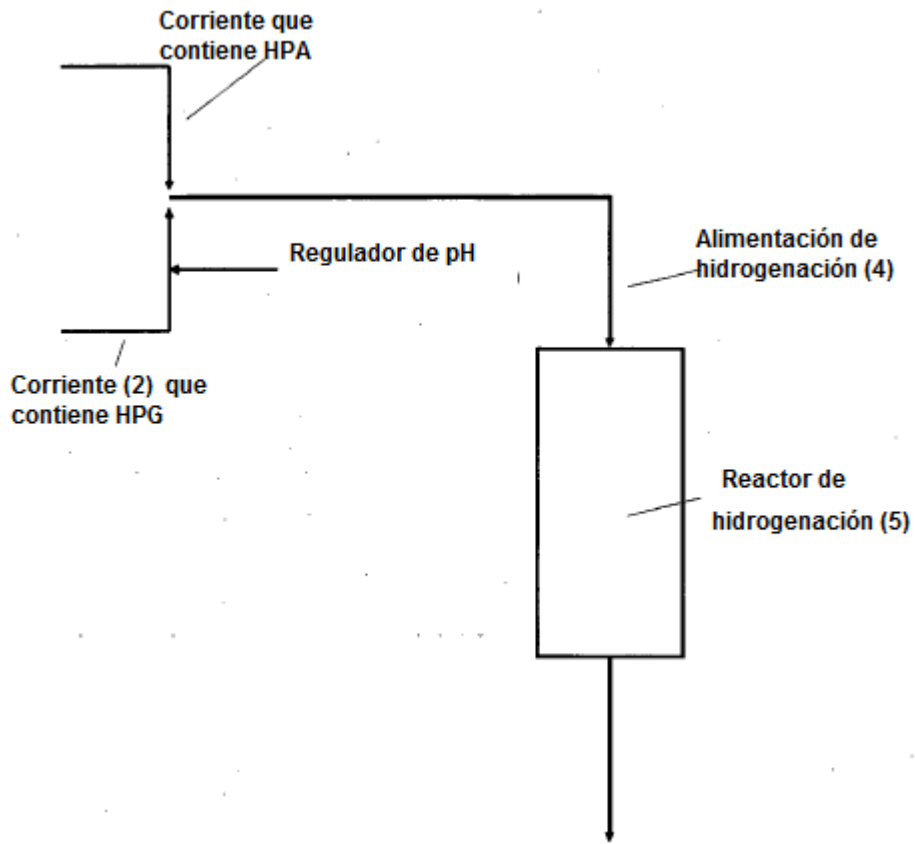 Corriente que
contiene HPA
Regulador de pH
Alimentación de
hidrogenación (4)
Corriente (2) que
contiene HPG
Reactor de
hidrogenación (5)